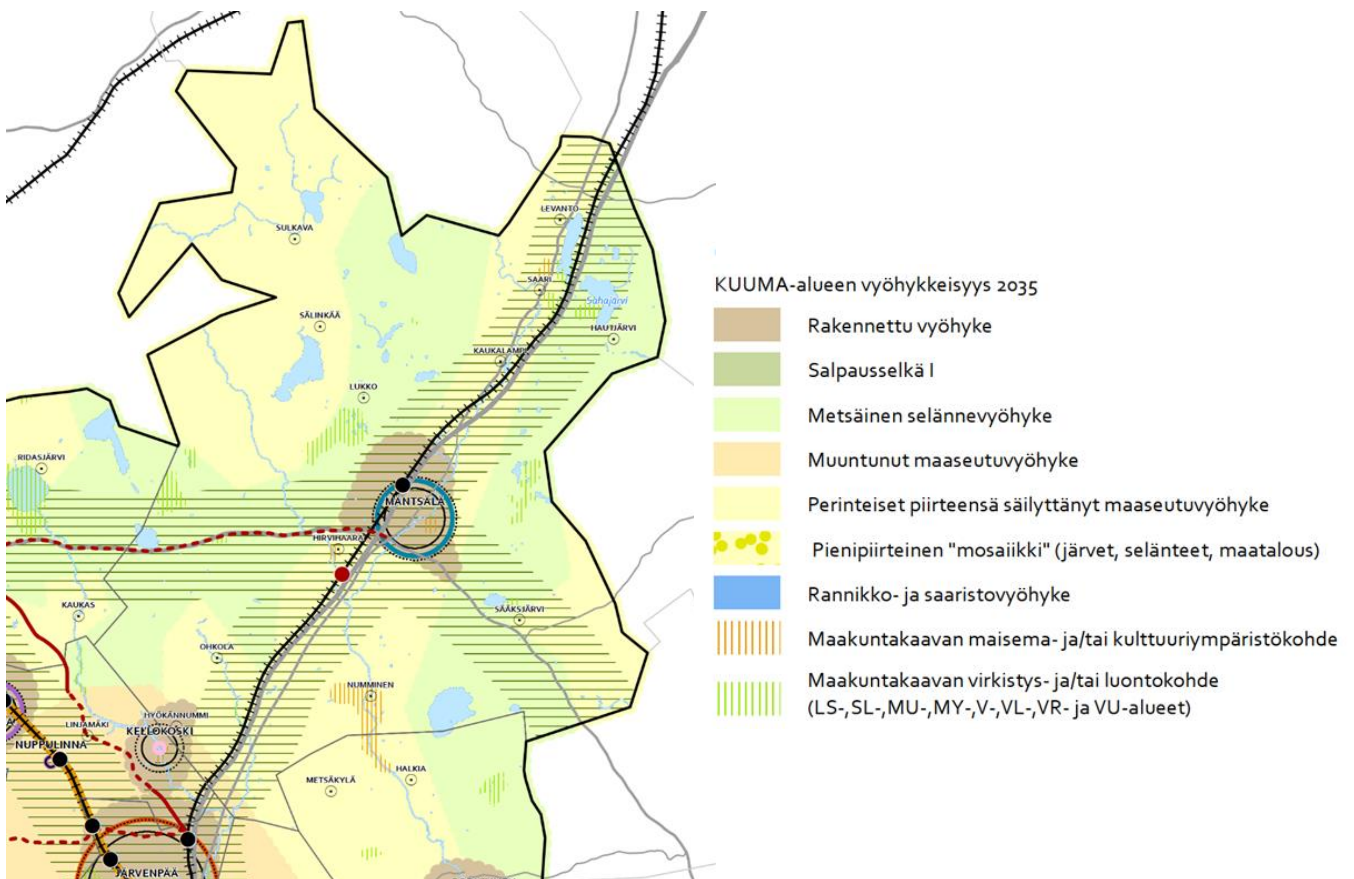 LEVANTO
SULKAVA
SAARI
Sahajärvi
KUUMA-alueen vyöhykkeisyys 2035
SÄLINKÄÄ
HAUTJÄRVI
Rakennettu vyöhyke
KAUKALAMPI
Salpausselkä I
LUKKO
Metsäinen selännevyöhyke
RIDASJÄRVI
Muuntunut maaseutuvyöhyke
MÄNTSÄLÄ
Perinteiset piirteensä säilyttänyt maaseutuvyöhyke
HIRVIHAARA
Pienipiirteinen "mosaiikki" (järvet, selänteet, maatalous)
KAUKAS
SÄÄKSJÄRVI
Rannikko- ja saaristovyöhyke
OHKOLA
Maakuntakaavan maisema- ja/tai kulttuuriympäristökohde
NUMMINEN
Maakuntakaavan virkistys- ja/tai luontokohde
(LS-,SL-,MU-,MY-,V-,VL-,VR- ja VU-alueet)
LINJAMÄKI
HYÖKÄNNUMMI
KELLOKOSKI
NUPPULINNA
METSÄKYLÄ
HALKIA
JÄRVENPÄÄ